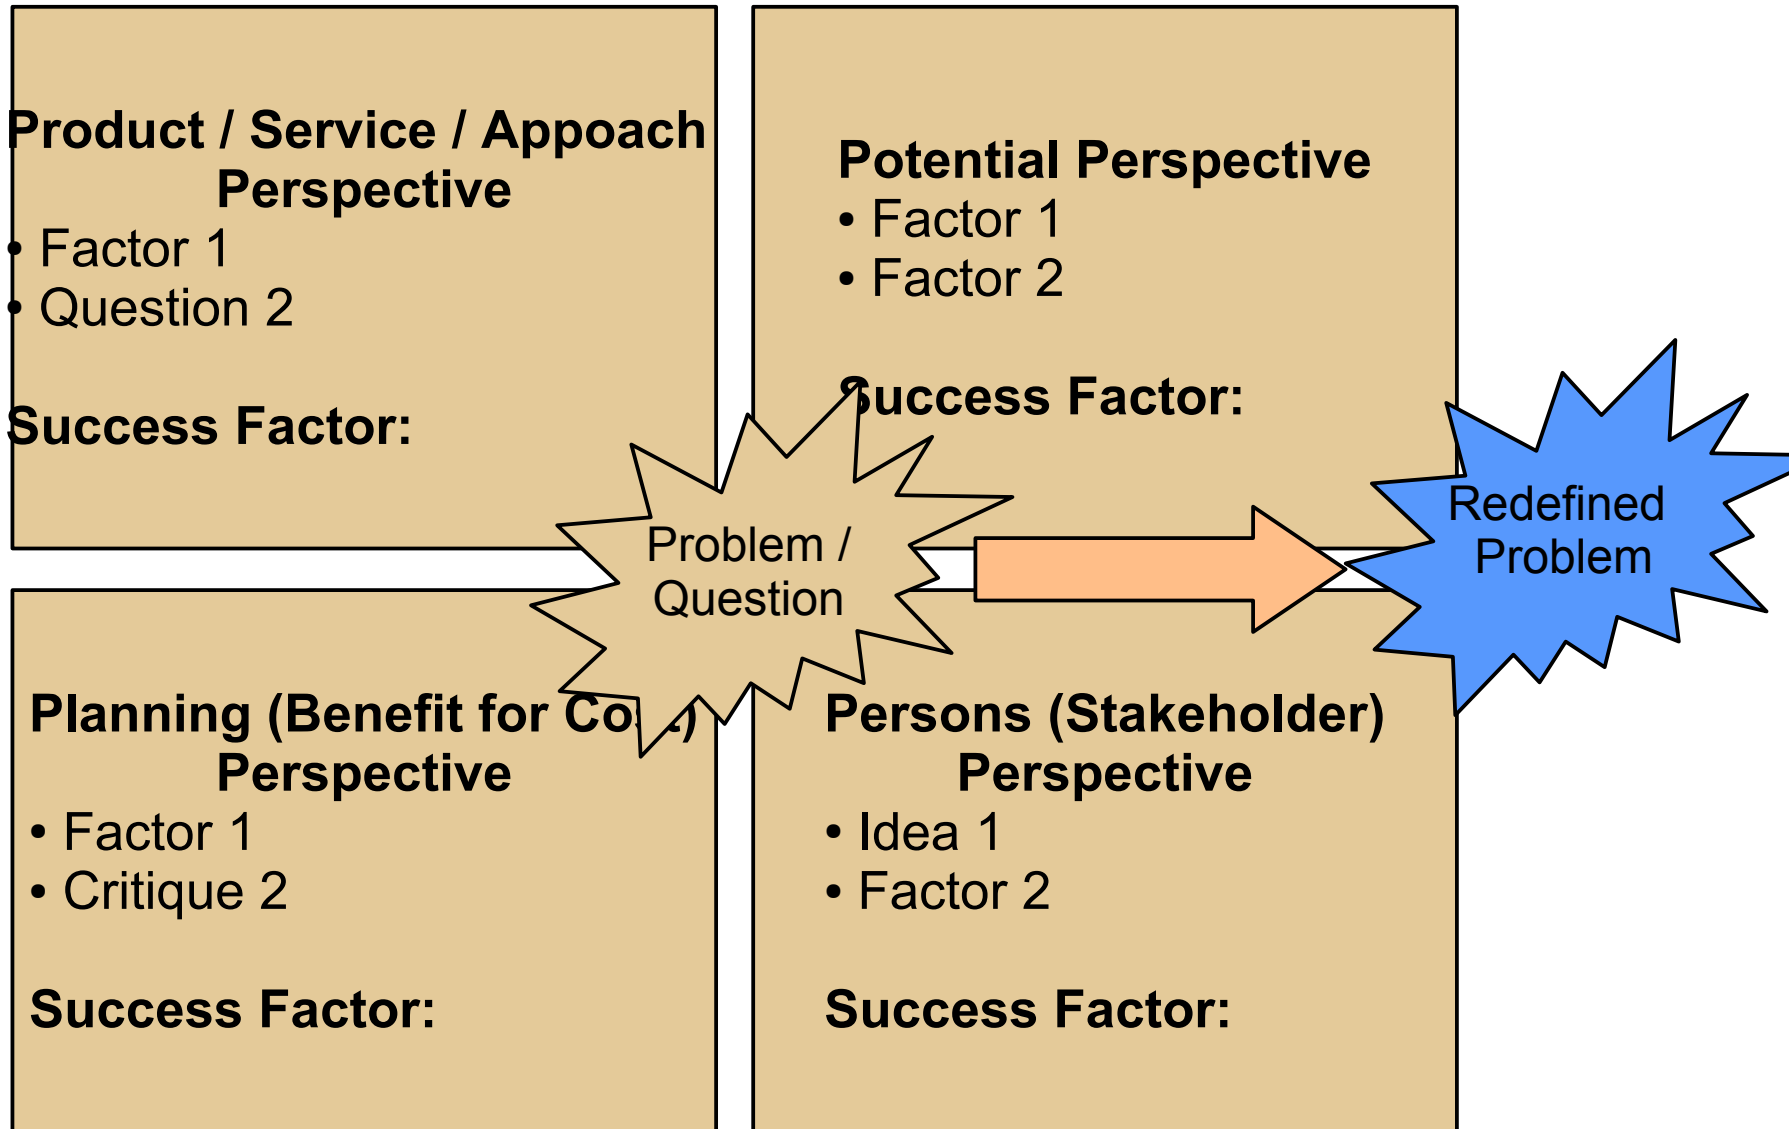 Product / Service / Appoach
Perspective
• Factor 1
• Question 2
Success Factor:
Potential Perspective
• Factor 1
• Factor 2
Success Factor:
Problem /
Question
Redefined
Problem
Planning (Benefit for Cost)
Perspective
• Factor 1
• Critique 2
Success Factor:
Persons (Stakeholder)
Perspective
• Idea 1
• Factor 2
Success Factor: